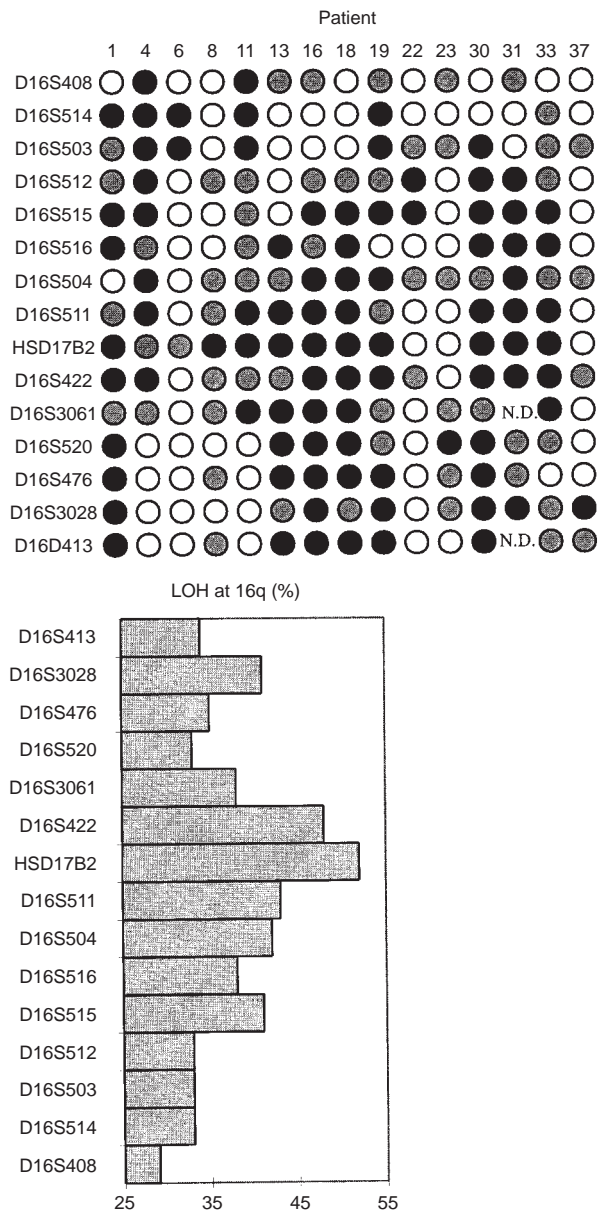 Patient
1 4 6 8 11 13 16 18 19 22 23 30 31 33 37
D16S408
D16S514
D16S503
D16S512
D16S515
D16S516
D16S504
D16S511
HSD17B2
D16S422
D16S3061 N.D.
D16S520
D16S476
D16S3028
D16D413 N.D.
LOH at 16q (%)
D16S413
D16S3028
D16S476
D16S520
D16S3061
D16S422
HSD17B2
D16S511
D16S504
D16S516
D16S515
D16S512
D16S503
D16S514
D16S408
25 35 45 55